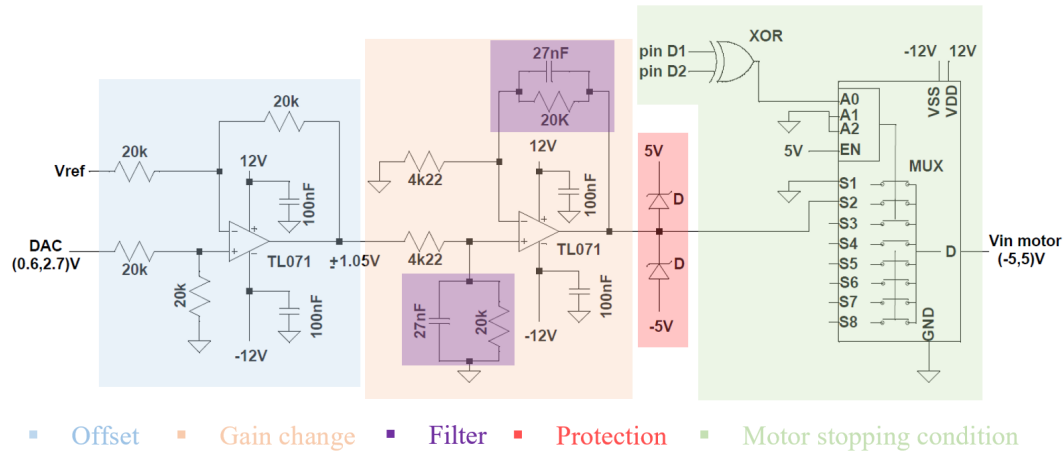 XOR
pin D1
pin D2
-12V 12V
VSS
VDD
A0
A1
A2
EN
5V
MUX
S1
S2
S3
S4
S5
S6
S7
S8
GND
D
Vin motor
(-5,5)V
27nF
20K
20k
20k
Vref
12V
100nF
DAC
(0.6,2.7)V
20k
20k
TL071
±1.05V
100nF
-12V
4k22
4k22
12V
100nF
TL071
100nF
-12V
27nF
20k
5V
D
D
-5V
Offset
Gain change
Filter
Protection
Motor stopping condition